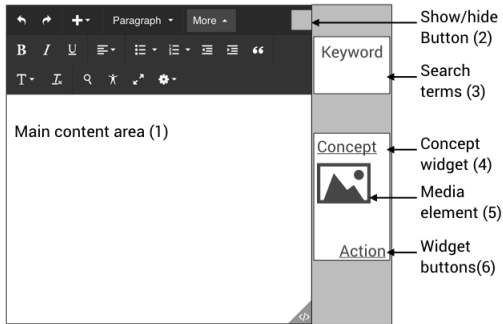 Paragraph
More
B I U
T
Main content area (1)
Keyword
Concept
Action
Show/hide
Button (2)
Search
terms (3)
Concept
widget (4)
Media
element (5)
Widget
buttons(6)